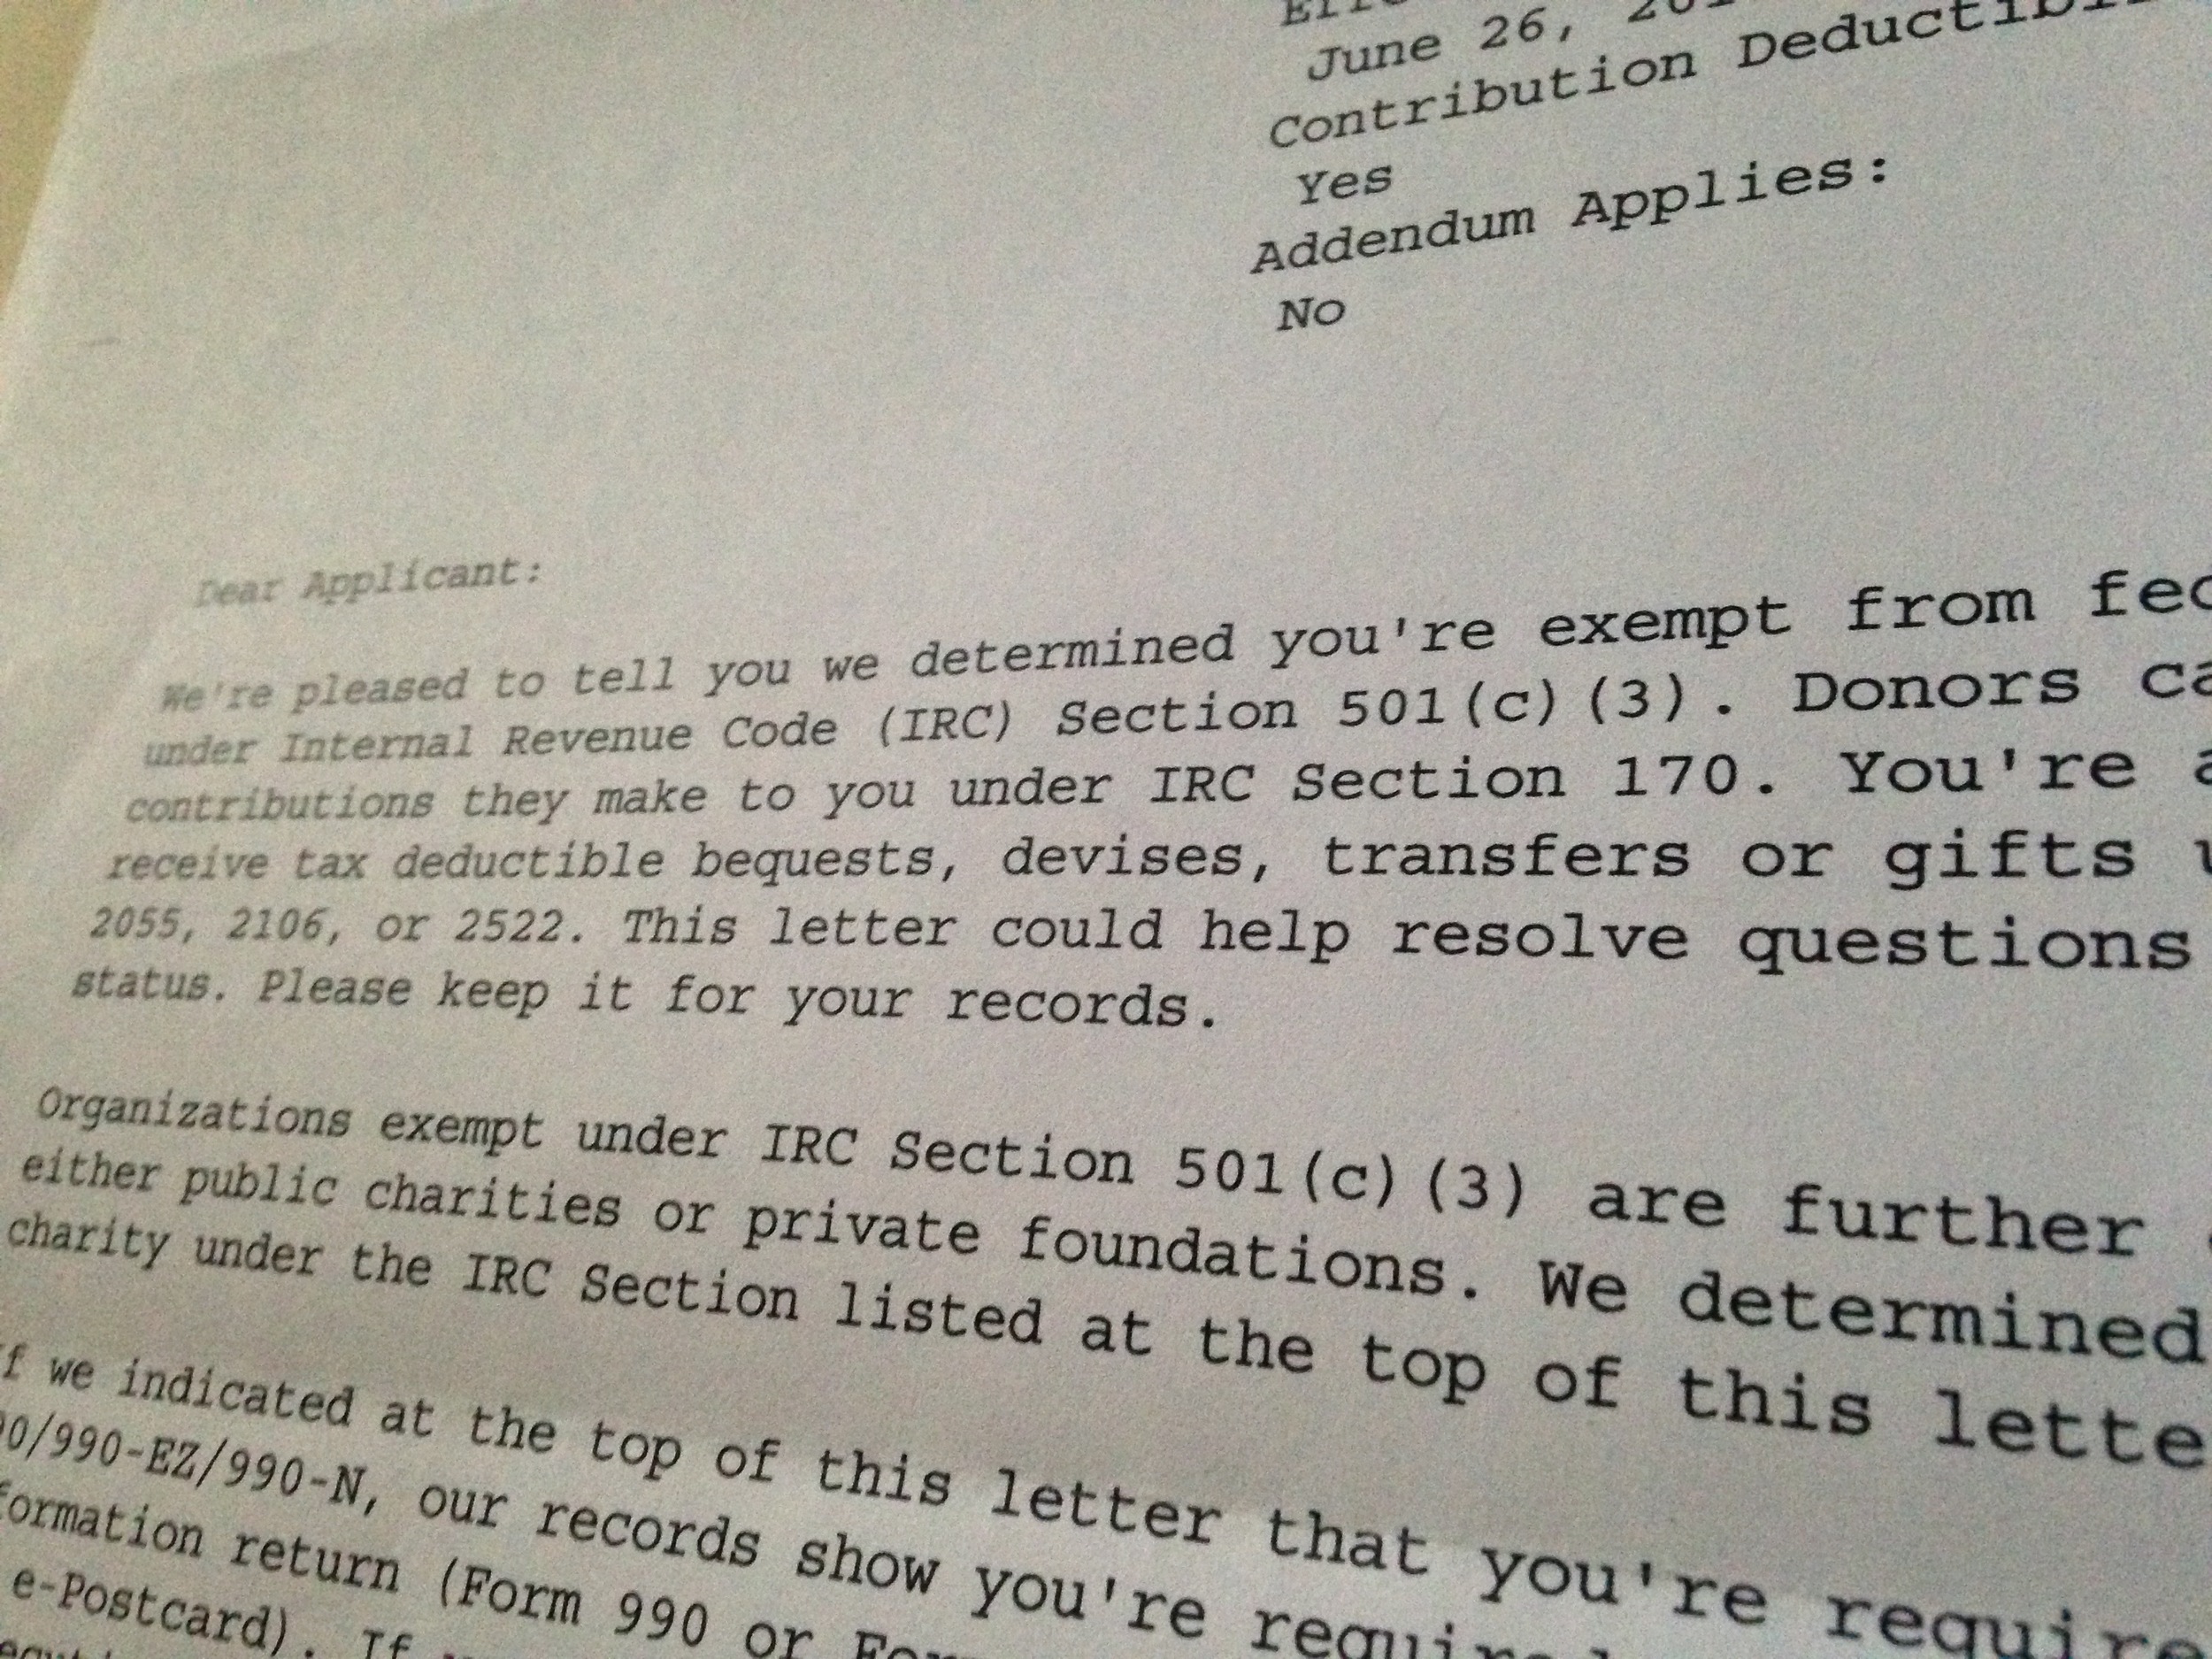 June 26,
Contribution
Yes
Addendum Applies:
No
Dear Applicant:
We're pleased to tell you we determined you're exempt from
under Internal Revenue Code (IRC) Section 501(c)(3). Donors
contributions they make to you under IRC Section 170. You're
receive tax deductible bequests, devises, transfers or gifts
2055, 2106, or 2522. This letter could help resolve questions
status. Please keep it for your records.
Organizations exempt under IRC Section 501(c)(3) are further
either public charities or private foundations. We determined
charity under the IRC Section listed at the top of this
we indicated at the top of this letter that you're
0/990-EZ/990-N, our records show you're
formation return (Form 990 or
e-Postcard). If